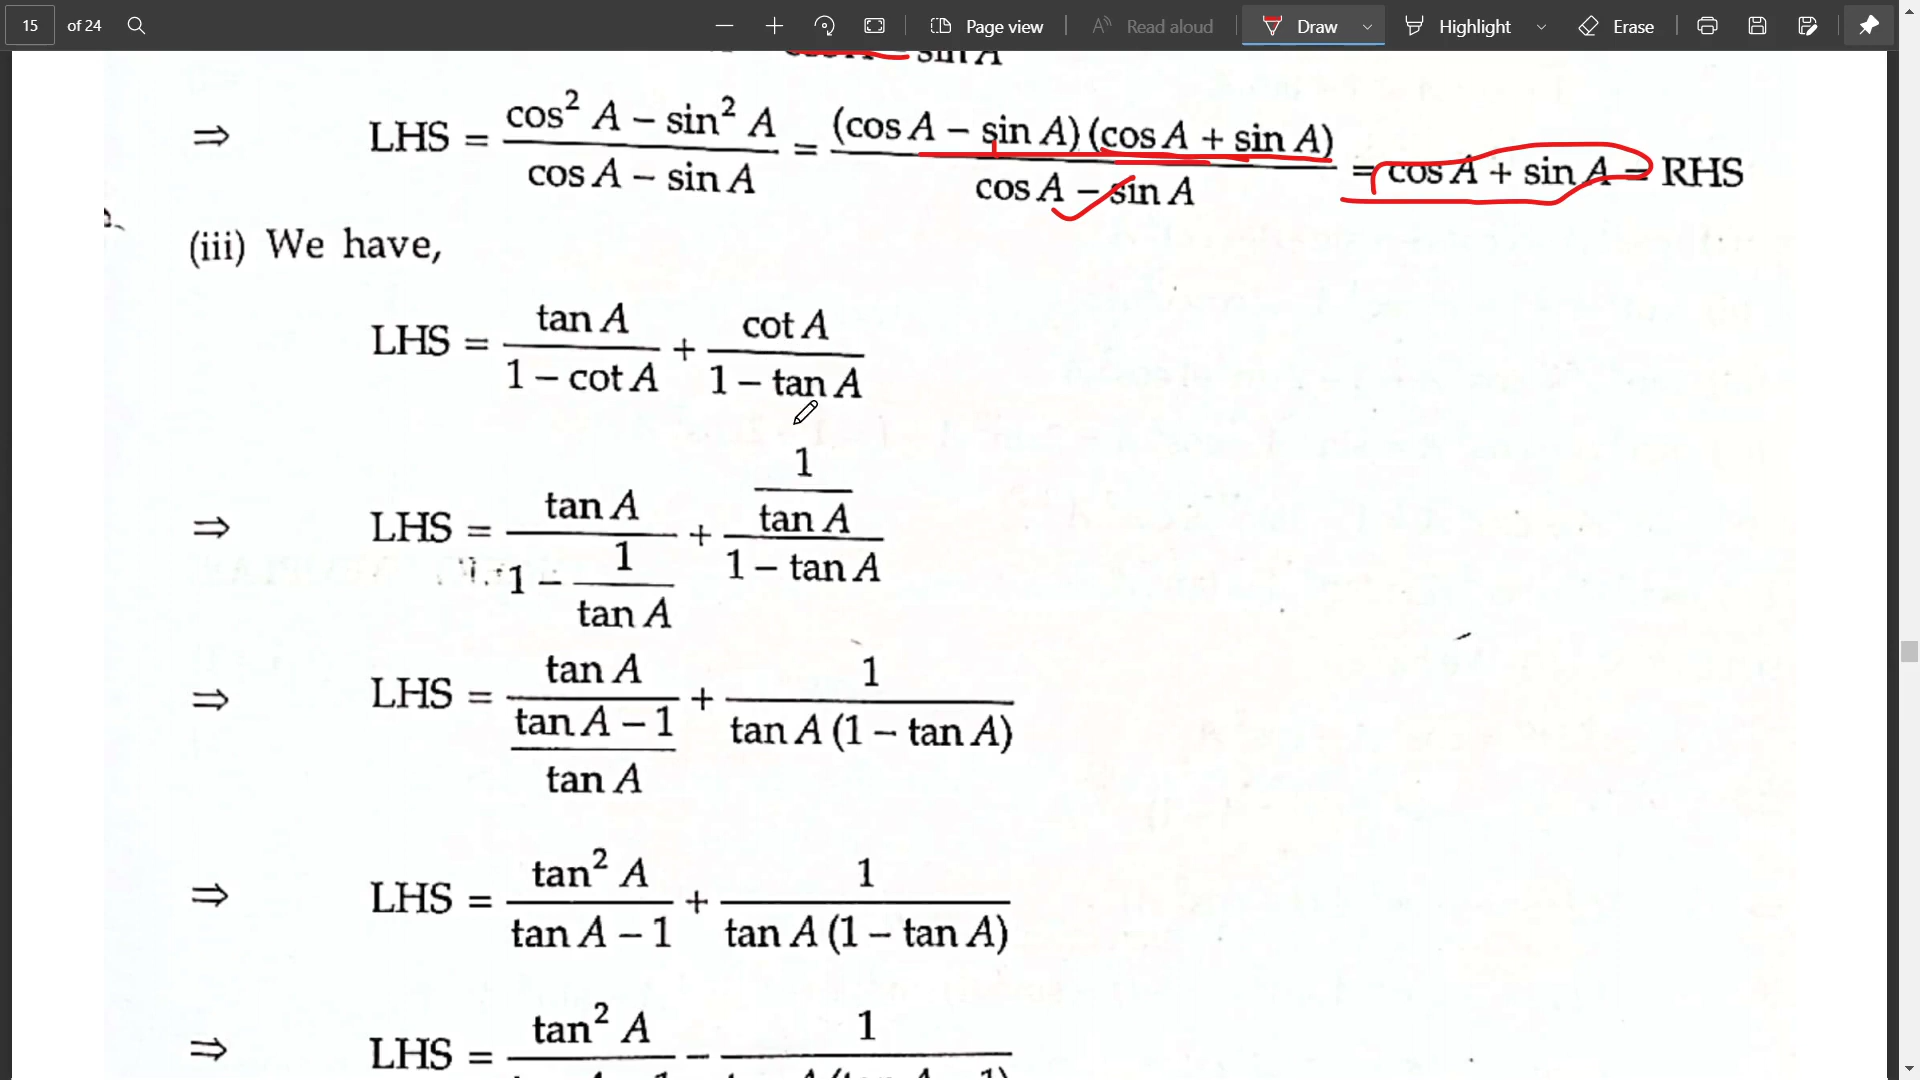 15 of 24 Page view Read aloud Draw Highlight Erase
sin A
⇒ LHS = (cos² A − sin² A)/(cos A − sin A) = ((cos A − sin A) (cos A + sin A))/(cos A − sin A) = cos A + sin A = RHS
(iii) We have,
LHS = tan A/(1 − cot A) + cot A/(1 − tan A)
⇒ LHS = tan A/(1 − 1/tan A) + (1/tan A)/(1 − tan A)
⇒ LHS = tan A/((tan A − 1)/tan A) + 1/(tan A (1 − tan A))
⇒ LHS = tan² A/(tan A − 1) + 1/(tan A (1 − tan A))
⇒ LHS = tan² A − 1